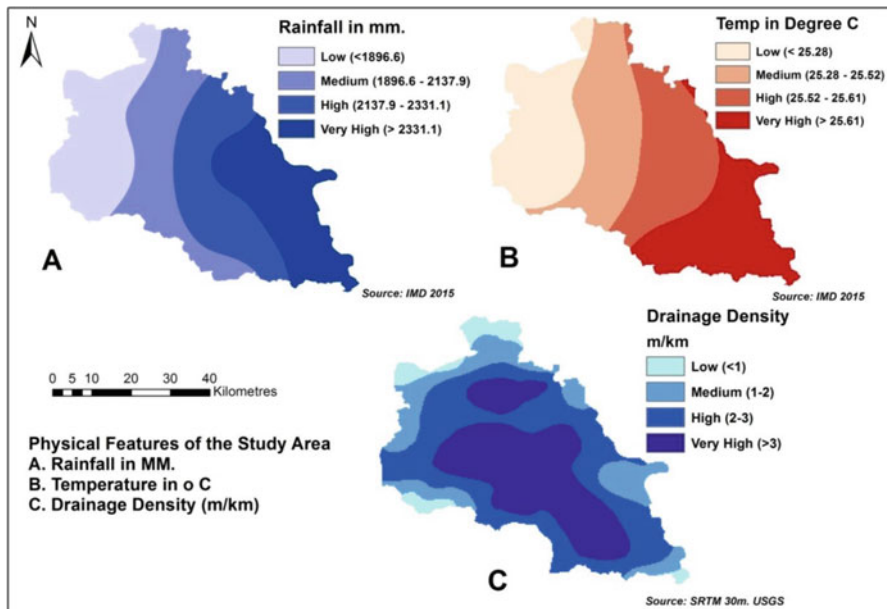 N
Rainfall in mm.
Low (<1896.6)
Medium (1896.6 - 2137.9)
High (2137.9 - 2331.1)
Very High (> 2331.1)
A
Source: IMD 2015
Temp in Degree C
Low (< 25.28)
Medium (25.28 - 25.52)
High (25.52 - 25.61)
Very High (> 25.61)
B
Source: IMD 2015
0 5 10 20 30 40
Kilometres
Physical Features of the Study Area
A. Rainfall in MM.
B. Temperature in o C
C. Drainage Density (m/km)
Drainage Density
m/km
Low (<1)
Medium (1-2)
High (2-3)
Very High (>3)
C
Source: SRTM 30m. USGS